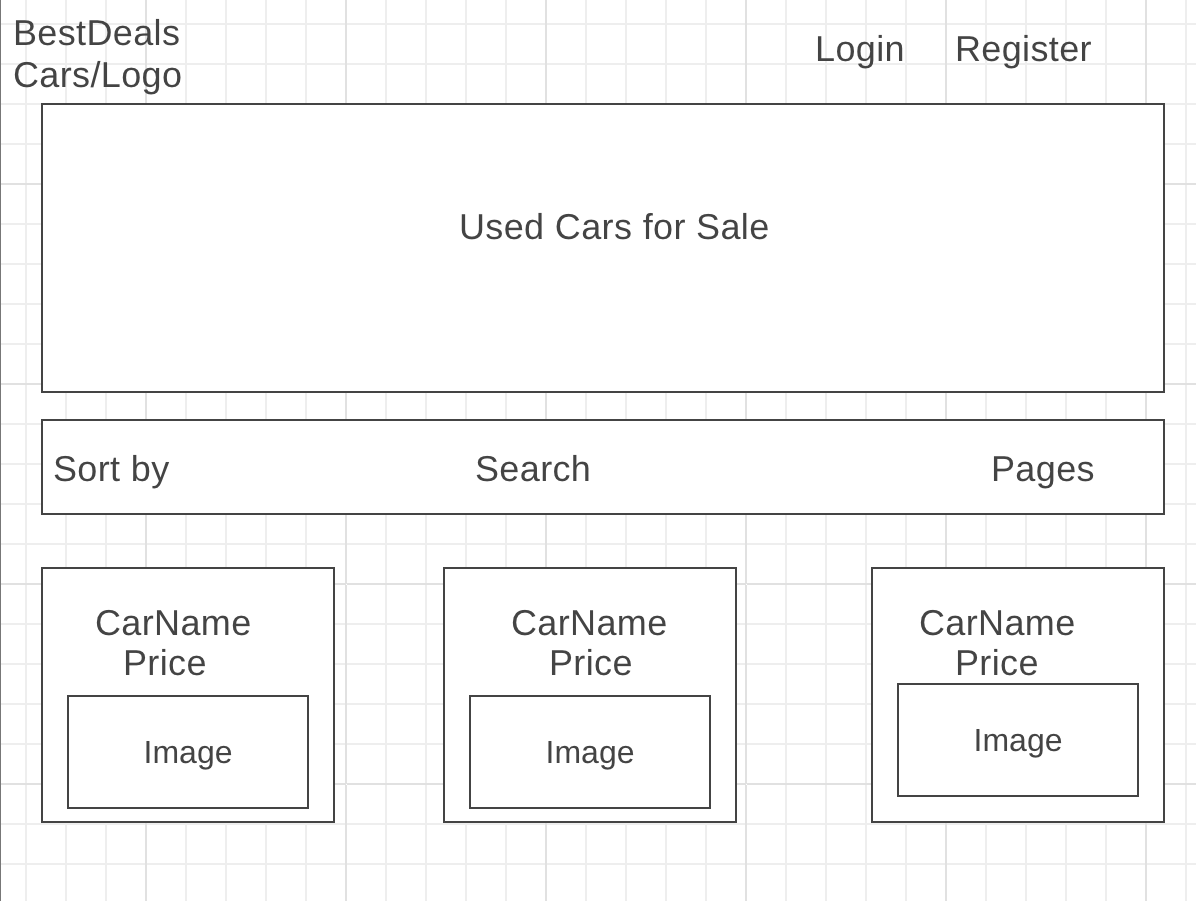 BestDeals
Cars/Logo
Login
Register
Used Cars for Sale
Sort by
Search
Pages
CarName
Price
Image
CarName
Price
Image
CarName
Price
Image